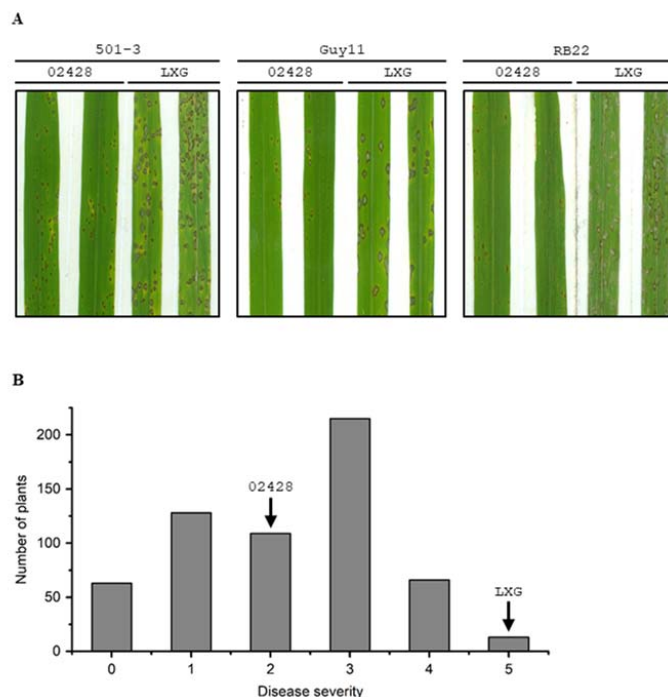 A
501-3 Guy11 RB22
02428 LXG 02428 LXG 02428 LXG
B
Number of plants
200
150
100
50
0
02428
LXG
0 1 2 3 4 5
Disease severity